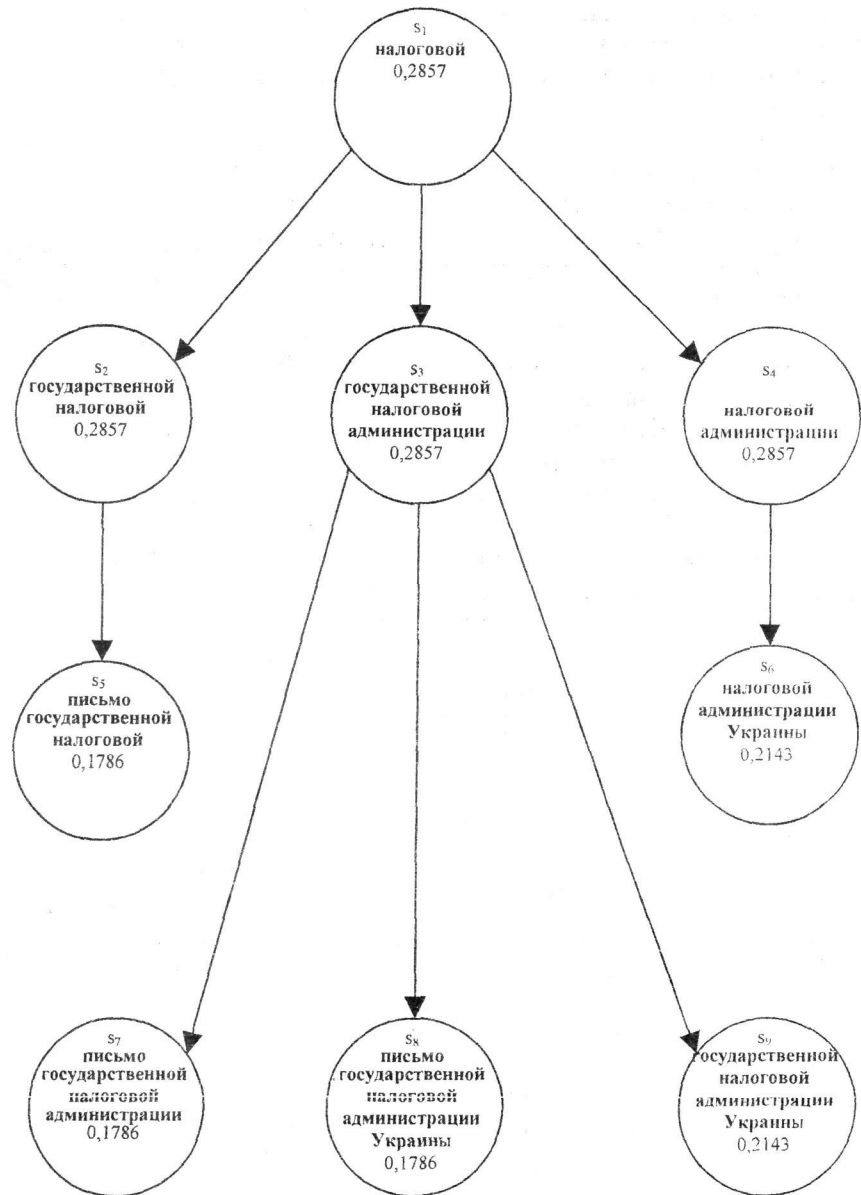 S1
налоговой
0,2857
S2
государственной
налоговой
0,2857
S3
государственной
налоговой
администрации
0,2857
S4
налоговой
администрации
0,2857
S5
письмо
государственной
налоговой
0,1786
S6
налоговой
администрации
Украины
0,2143
S7
письмо
государственной
налоговой
администрации
0,1786
S8
письмо
государственной
налоговой
администрации
Украины
0,1786
S9
государственной
налоговой
администрации
Украины
0,2143